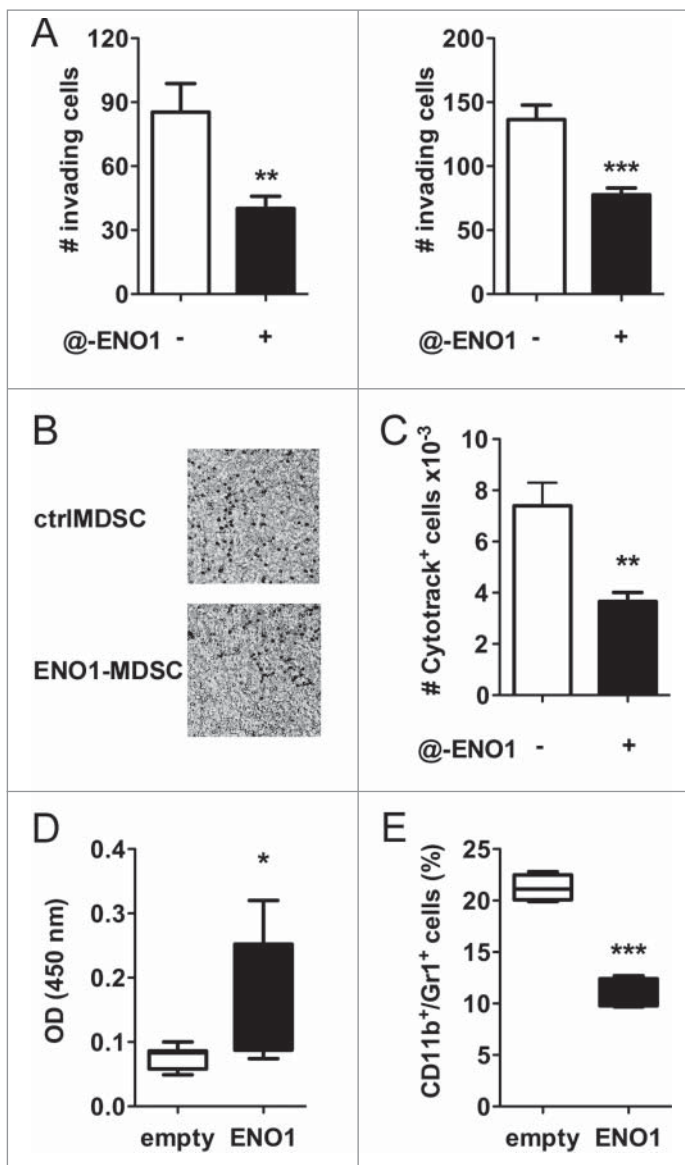 A
# invading cells
120
90
60
30
0
**
@-ENO1 - +
# invading cells
200
150
100
50
0
***
@-ENO1 - +
B
ctrlMDSC
ENO1-MDSC
C
# Cytotrack⁺ cells x10⁻³
10
8
6
4
2
0
**
@-ENO1 - +
D
OD (450 nm)
0.4
0.3
0.2
0.1
0.0
*
empty ENO1
E
CD11b⁺/Gr1⁺ cells (%)
25
20
15
10
5
0
***
empty ENO1